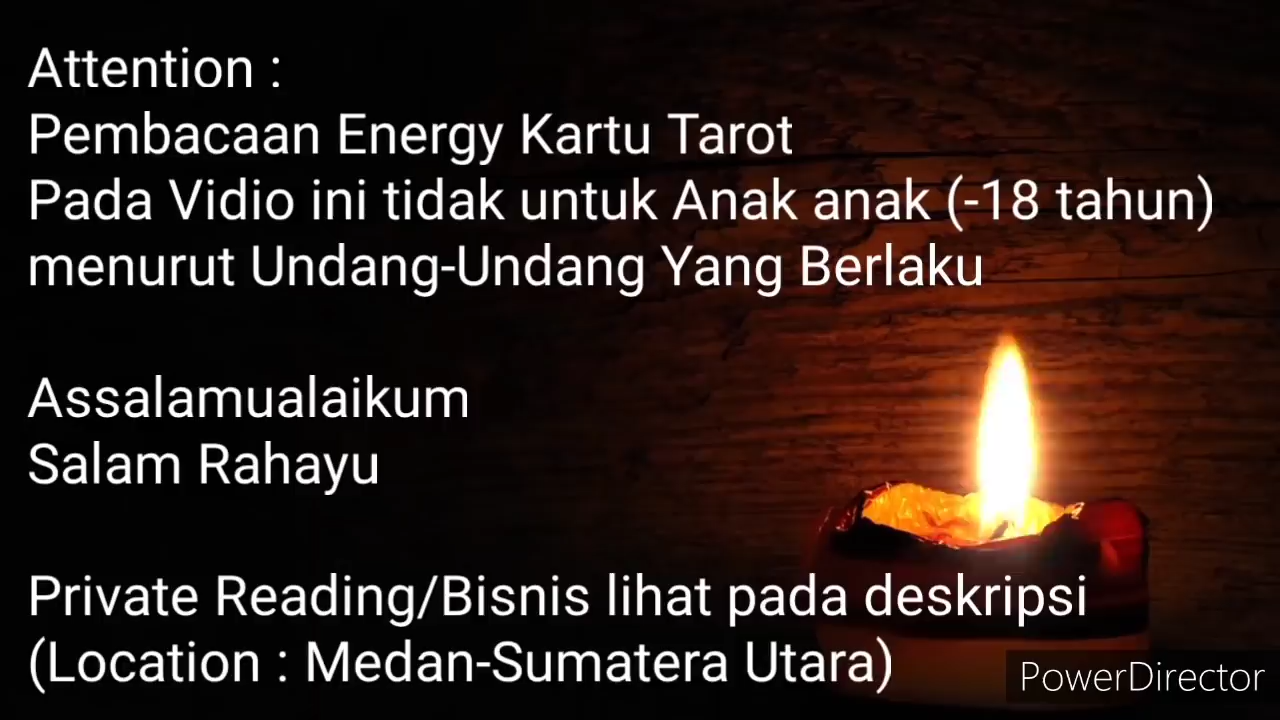 Attention :
Pembacaan Energy Kartu Tarot
Pada Vidio ini tidak untuk Anak anak (-18 tahun)
menurut Undang-Undang Yang Berlaku
Assalamualaikum
Salam Rahayu
Private Reading/Bisnis lihat pada deskripsi
(Location : Medan-Sumatera Utara)
PowerDirector